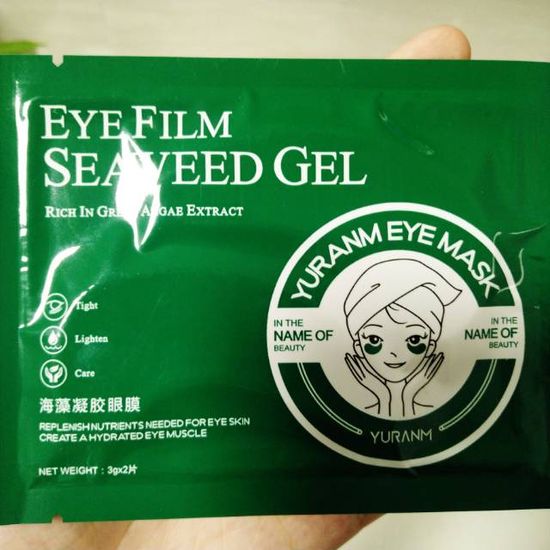 EYE FILM
SEAWEED GEL
RICH IN GREEN ALGAE EXTRACT
Tight
Lighten
Care
海藻凝胶眼膜
REPLENISH NUTRIENTS NEEDED FOR EYE SKIN
CREATE A HYDRATED EYE MUSCLE
NET WEIGHT：3gx2片
YURANM EYE MASK
IN THE
NAME OF
BEAUTY
IN THE
NAME OF
BEAUTY
YURANM